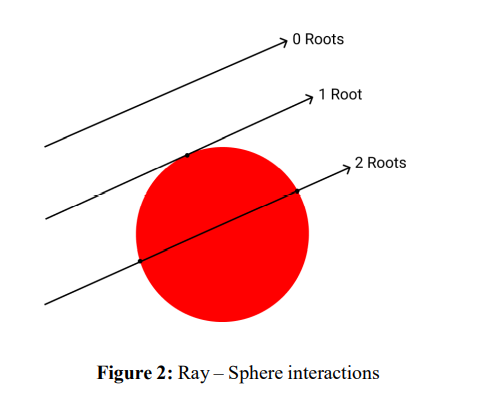 0 Roots
1 Root
2 Roots
Figure 2: Ray – Sphere interactions